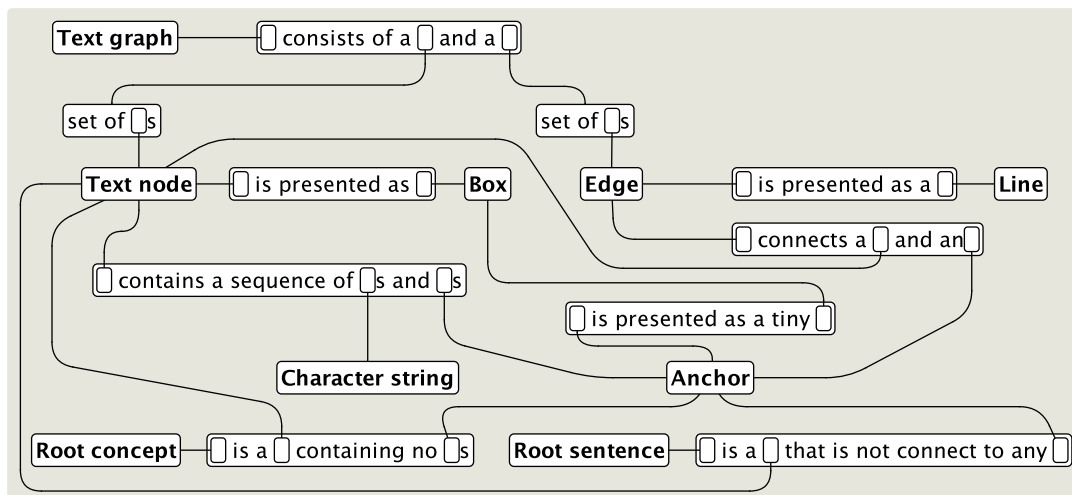 Text graph consists of a and a
set of s set of s
Text node is presented as Box Edge is presented as a Line
connects a and an
contains a sequence of s and s
is presented as a tiny
Character string Anchor
Root concept is a containing no s Root sentence is a that is not connect to any